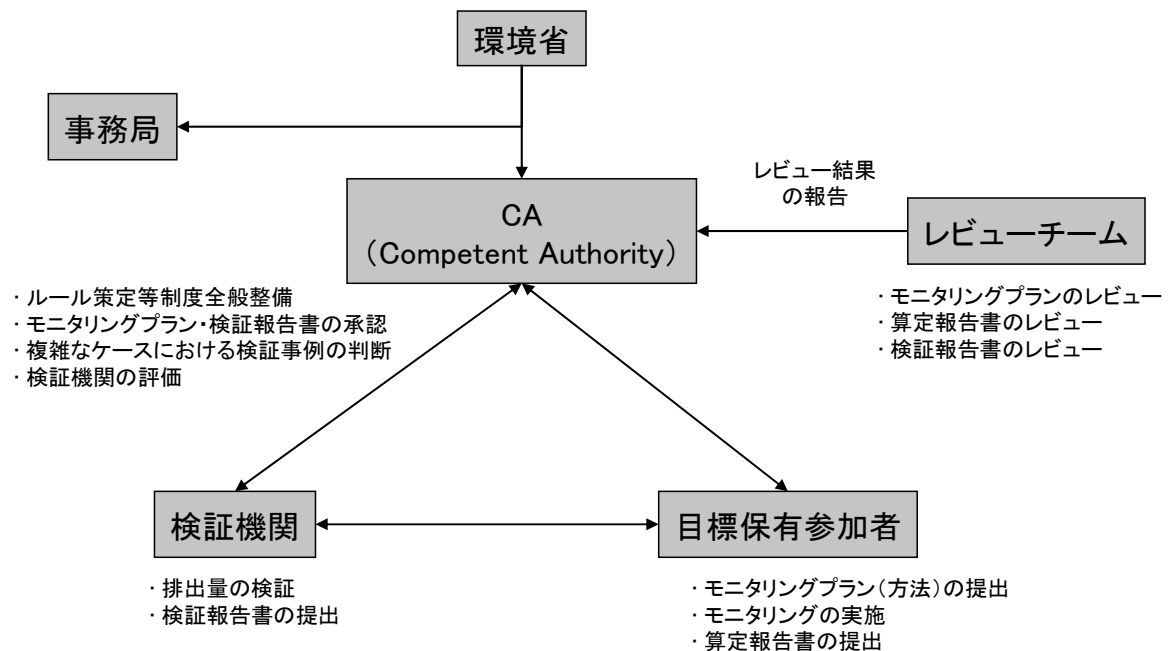 環境省
事務局
CA
（Competent Authority）
レビュー結果
の報告
レビューチーム
・ルール策定等制度全般整備
・モニタリングプラン・検証報告書の承認
・複雑なケースにおける検証事例の判断
・検証機関の評価
・モニタリングプランのレビュー
・算定報告書のレビュー
・検証報告書のレビュー
検証機関
・排出量の検証
・検証報告書の提出
目標保有参加者
・モニタリングプラン（方法）の提出
・モニタリングの実施
・算定報告書の提出